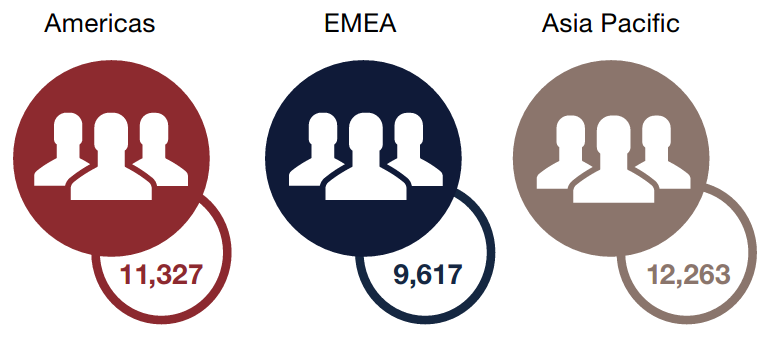 Americas EMEA Asia Pacific
11,327 9,617 12,263